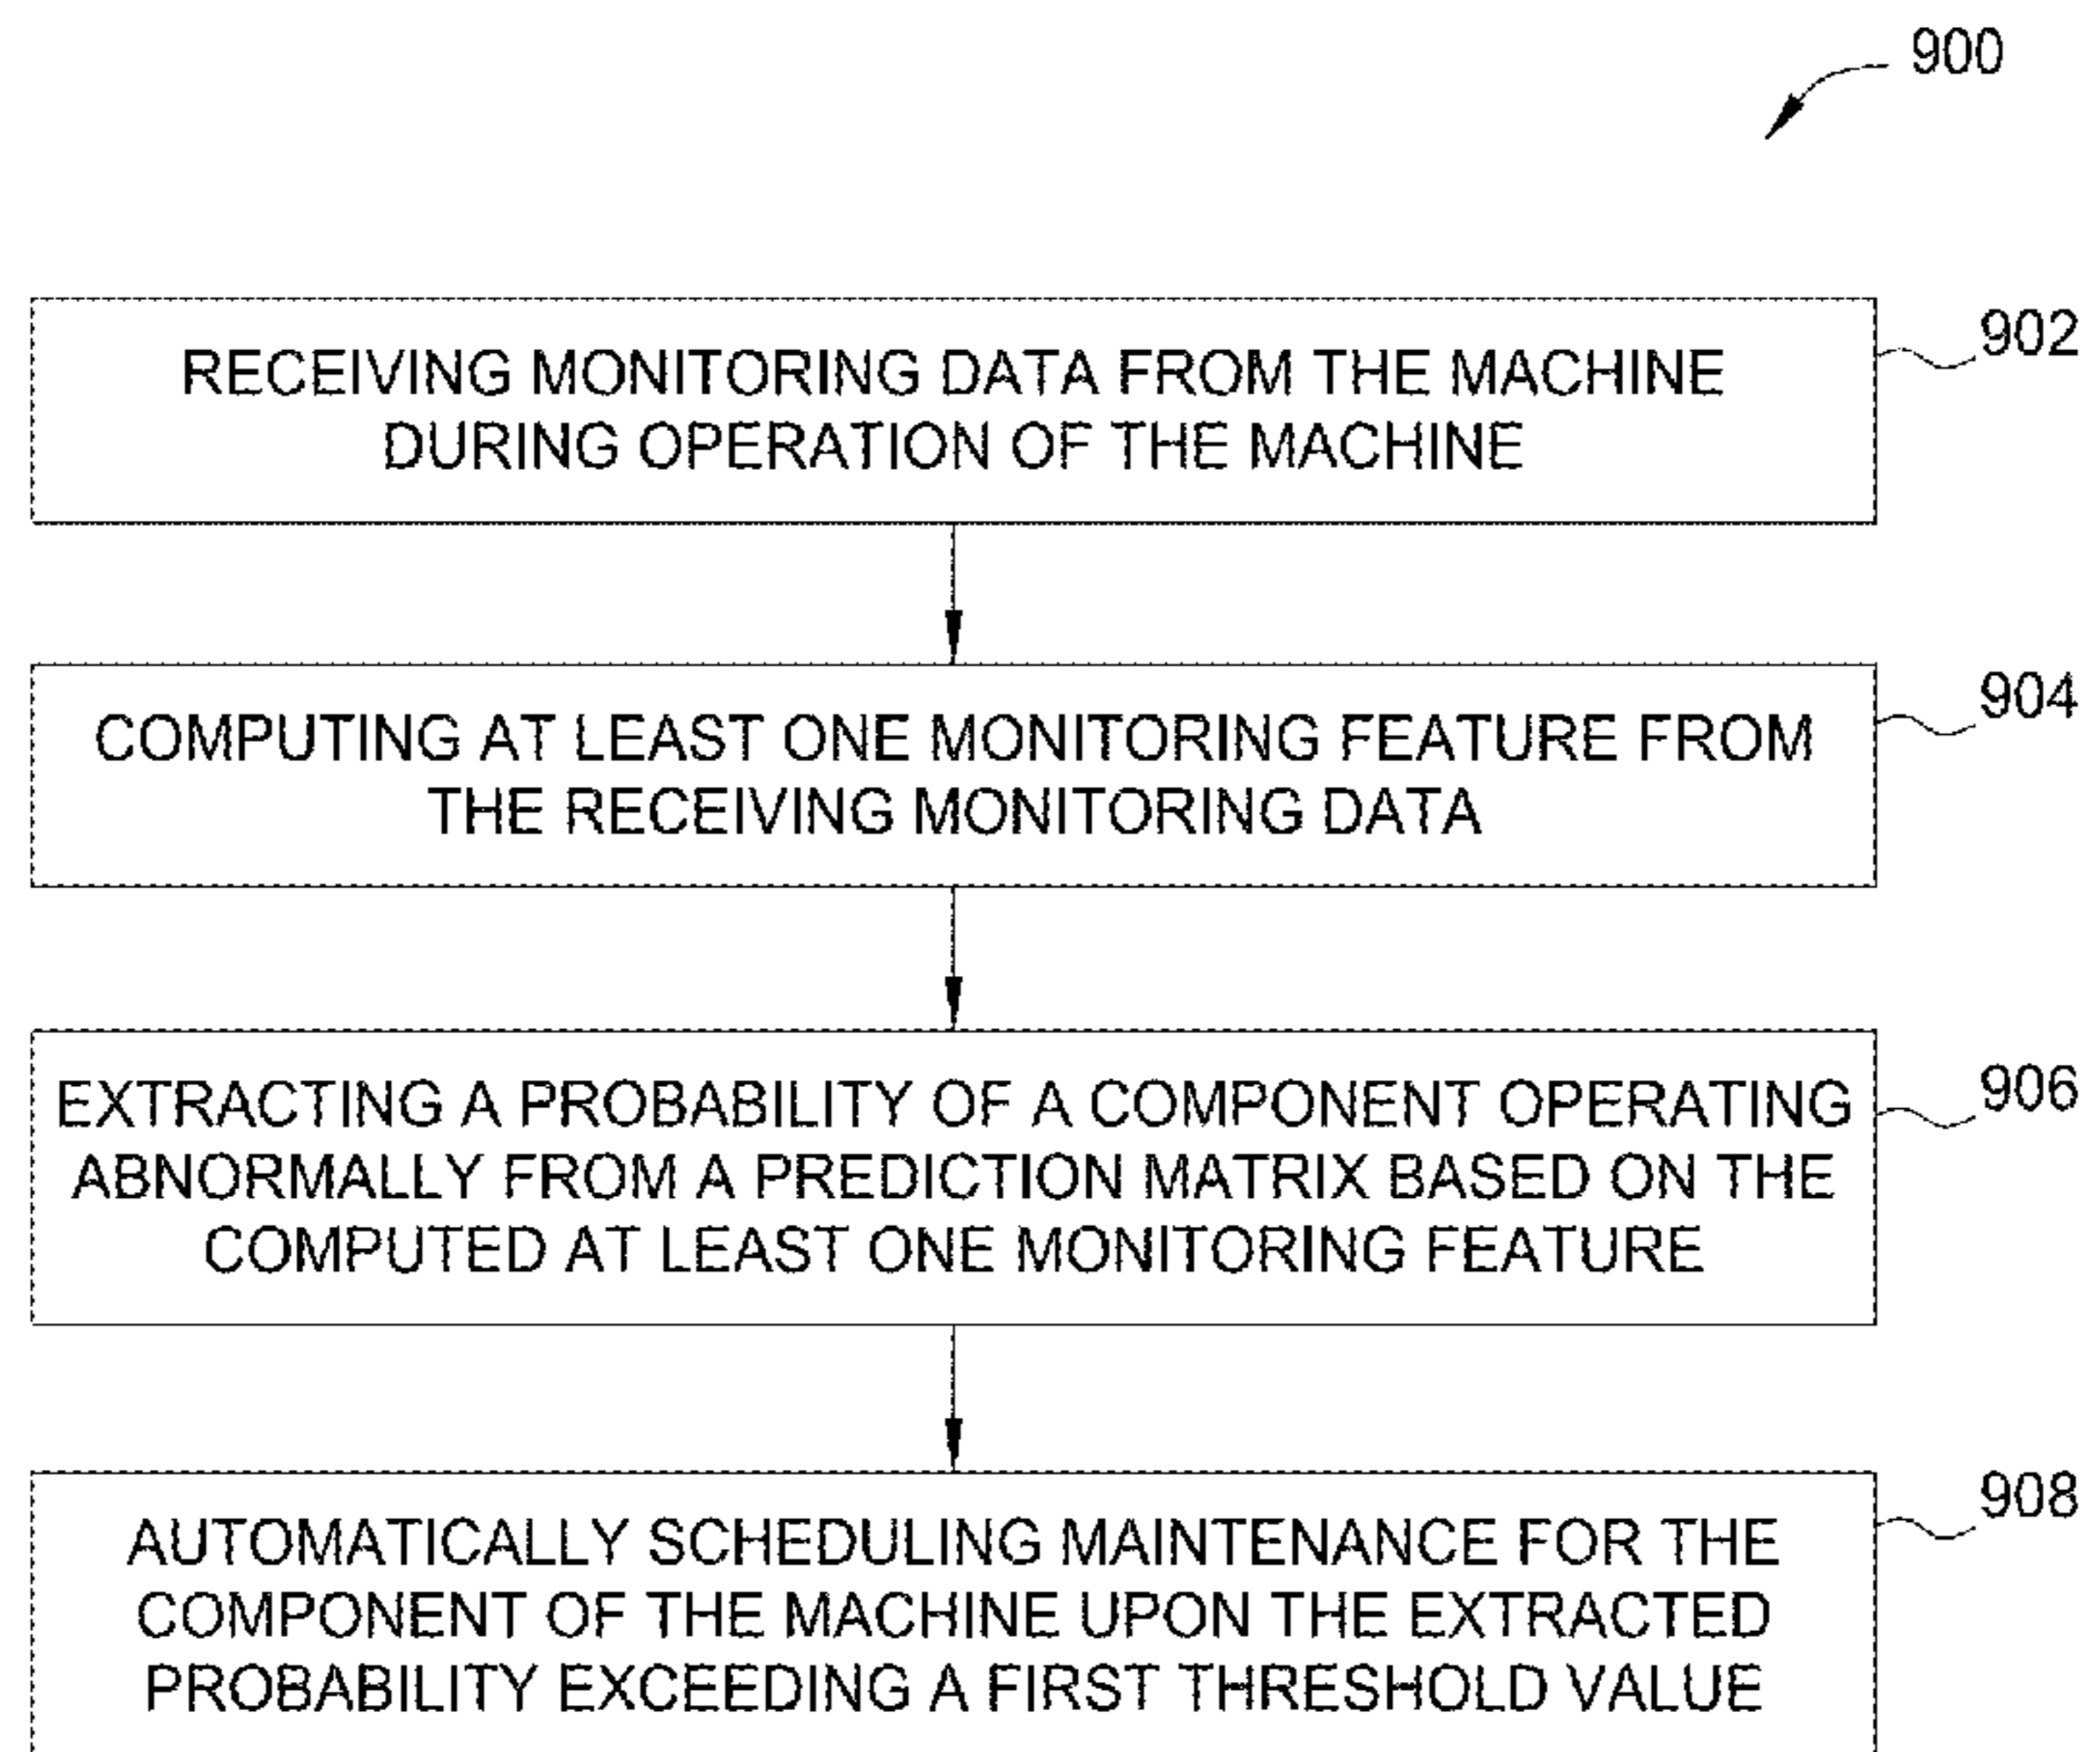 900
RECEIVING MONITORING DATA FROM THE MACHINE
DURING OPERATION OF THE MACHINE
902
COMPUTING AT LEAST ONE MONITORING FEATURE FROM
THE RECEIVING MONITORING DATA
904
EXTRACTING A PROBABILITY OF A COMPONENT OPERATING
ABNORMALLY FROM A PREDICTION MATRIX BASED ON THE
COMPUTED AT LEAST ONE MONITORING FEATURE
906
AUTOMATICALLY SCHEDULING MAINTENANCE FOR THE
COMPONENT OF THE MACHINE UPON THE EXTRACTED
PROBABILITY EXCEEDING A FIRST THRESHOLD VALUE
908